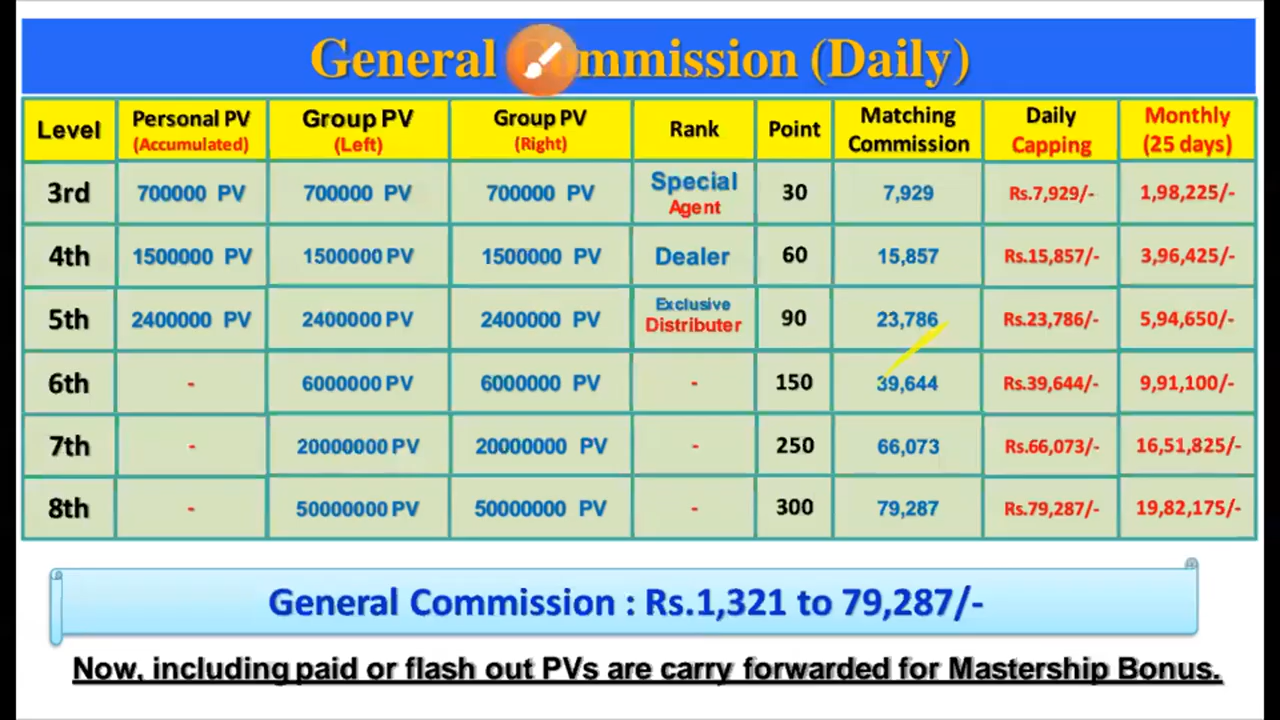 General Commission (Daily)
Level Personal PV (Accumulated) Group PV (Left) Group PV (Right) Rank Point Matching Commission Daily Capping Monthly (25 days)
3rd 700000 PV 700000 PV 700000 PV Special Agent 30 7,929 Rs.7,929/- 1,98,225/-
4th 1500000 PV 1500000 PV 1500000 PV Dealer 60 15,857 Rs.15,857/- 3,96,425/-
5th 2400000 PV 2400000 PV 2400000 PV Exclusive Distributer 90 23,786 Rs.23,786/- 5,94,650/-
6th - 6000000 PV 6000000 PV - 150 39,644 Rs.39,644/- 9,91,100/-
7th - 20000000 PV 20000000 PV - 250 66,073 Rs.66,073/- 16,51,825/-
8th - 50000000 PV 50000000 PV - 300 79,287 Rs.79,287/- 19,82,175/-
General Commission : Rs.1,321 to 79,287/-
Now, including paid or flash out PVs are carry forwarded for Mastership Bonus.